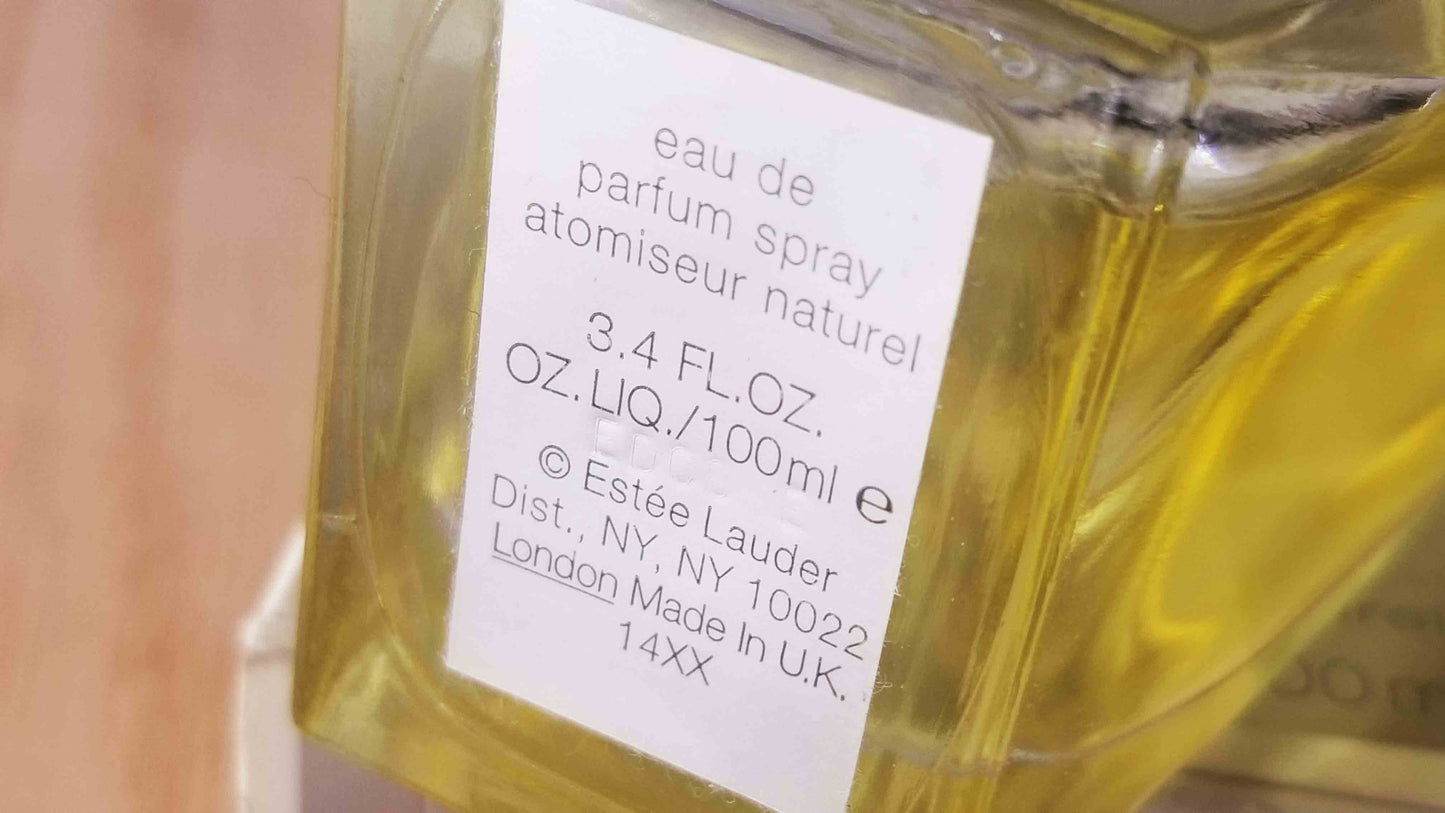 eau de
parfum spray
atomiseur naturel
3.4 FL.OZ.
OZ.LIQ./100ml e
© Estée Lauder
Dist., NY, NY 10022
London Made In U.K.
14XX